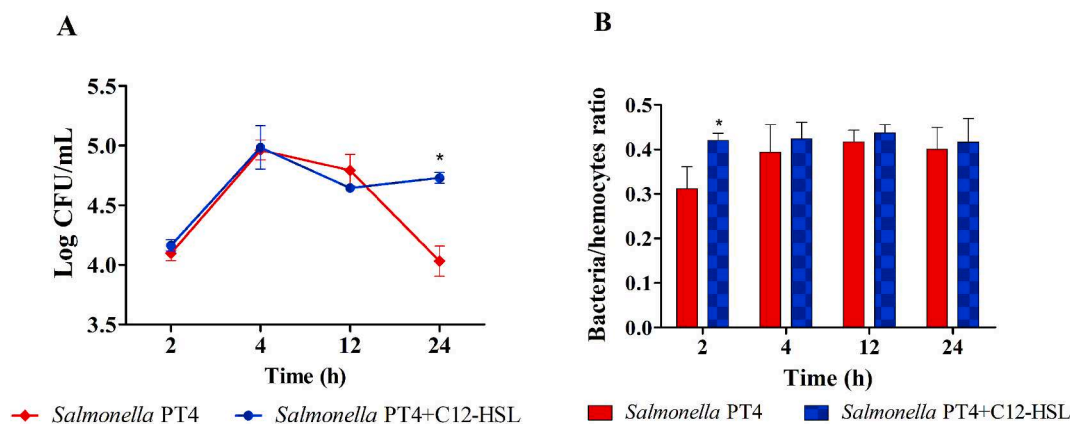 A
Log CFU/mL
5.5
5.0
4.5
4.0
3.5
*
2 4 12 24
Time (h)
Salmonella PT4 Salmonella PT4+C12-HSL
B
Bacteria/hemocytes ratio
0.5
0.4
0.3
0.4
0.1
0.0
*
2 4 12 24
Time (h)
Salmonella PT4 Salmonella PT4+C12-HSL